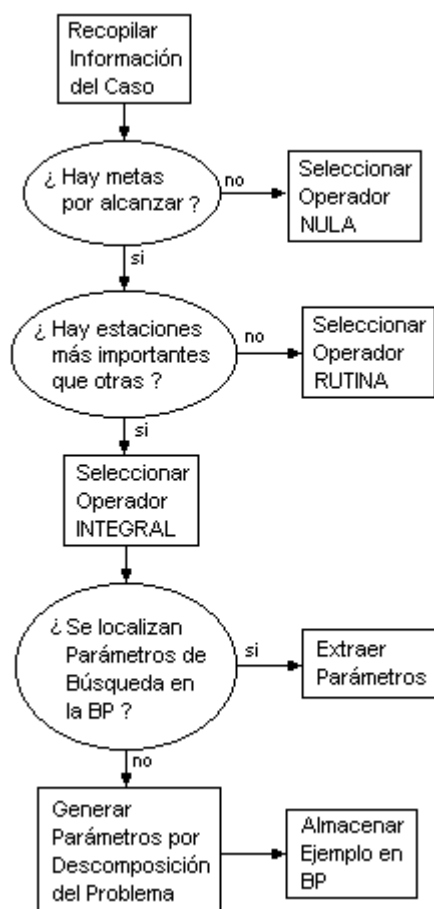 Recopilar
Información
del Caso
¿ Hay metas
por alcanzar ?
no
Seleccionar
Operador
NULA
si
¿ Hay estaciones
más importantes
que otras ?
no
Seleccionar
Operador
RUTINA
si
Seleccionar
Operador
INTEGRAL
¿ Se localizan
Parámetros de
Búsqueda en
la BP ?
si
Extraer
Parámetros
no
Generar
Parámetros por
Descomposición
del Problema
Almacenar
Ejemplo en
BP